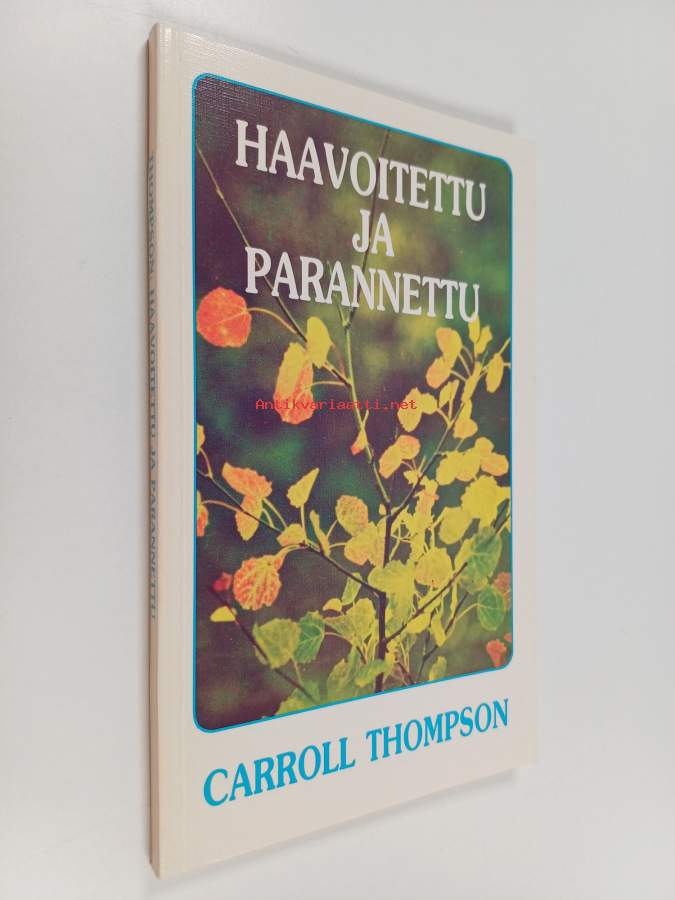 HAAVOITETTU
JA
PARANNETTU
Antikvariaatti.net
CARROLL THOMPSON
THOMPSON HAAVOITETTU JA PARANNETTU